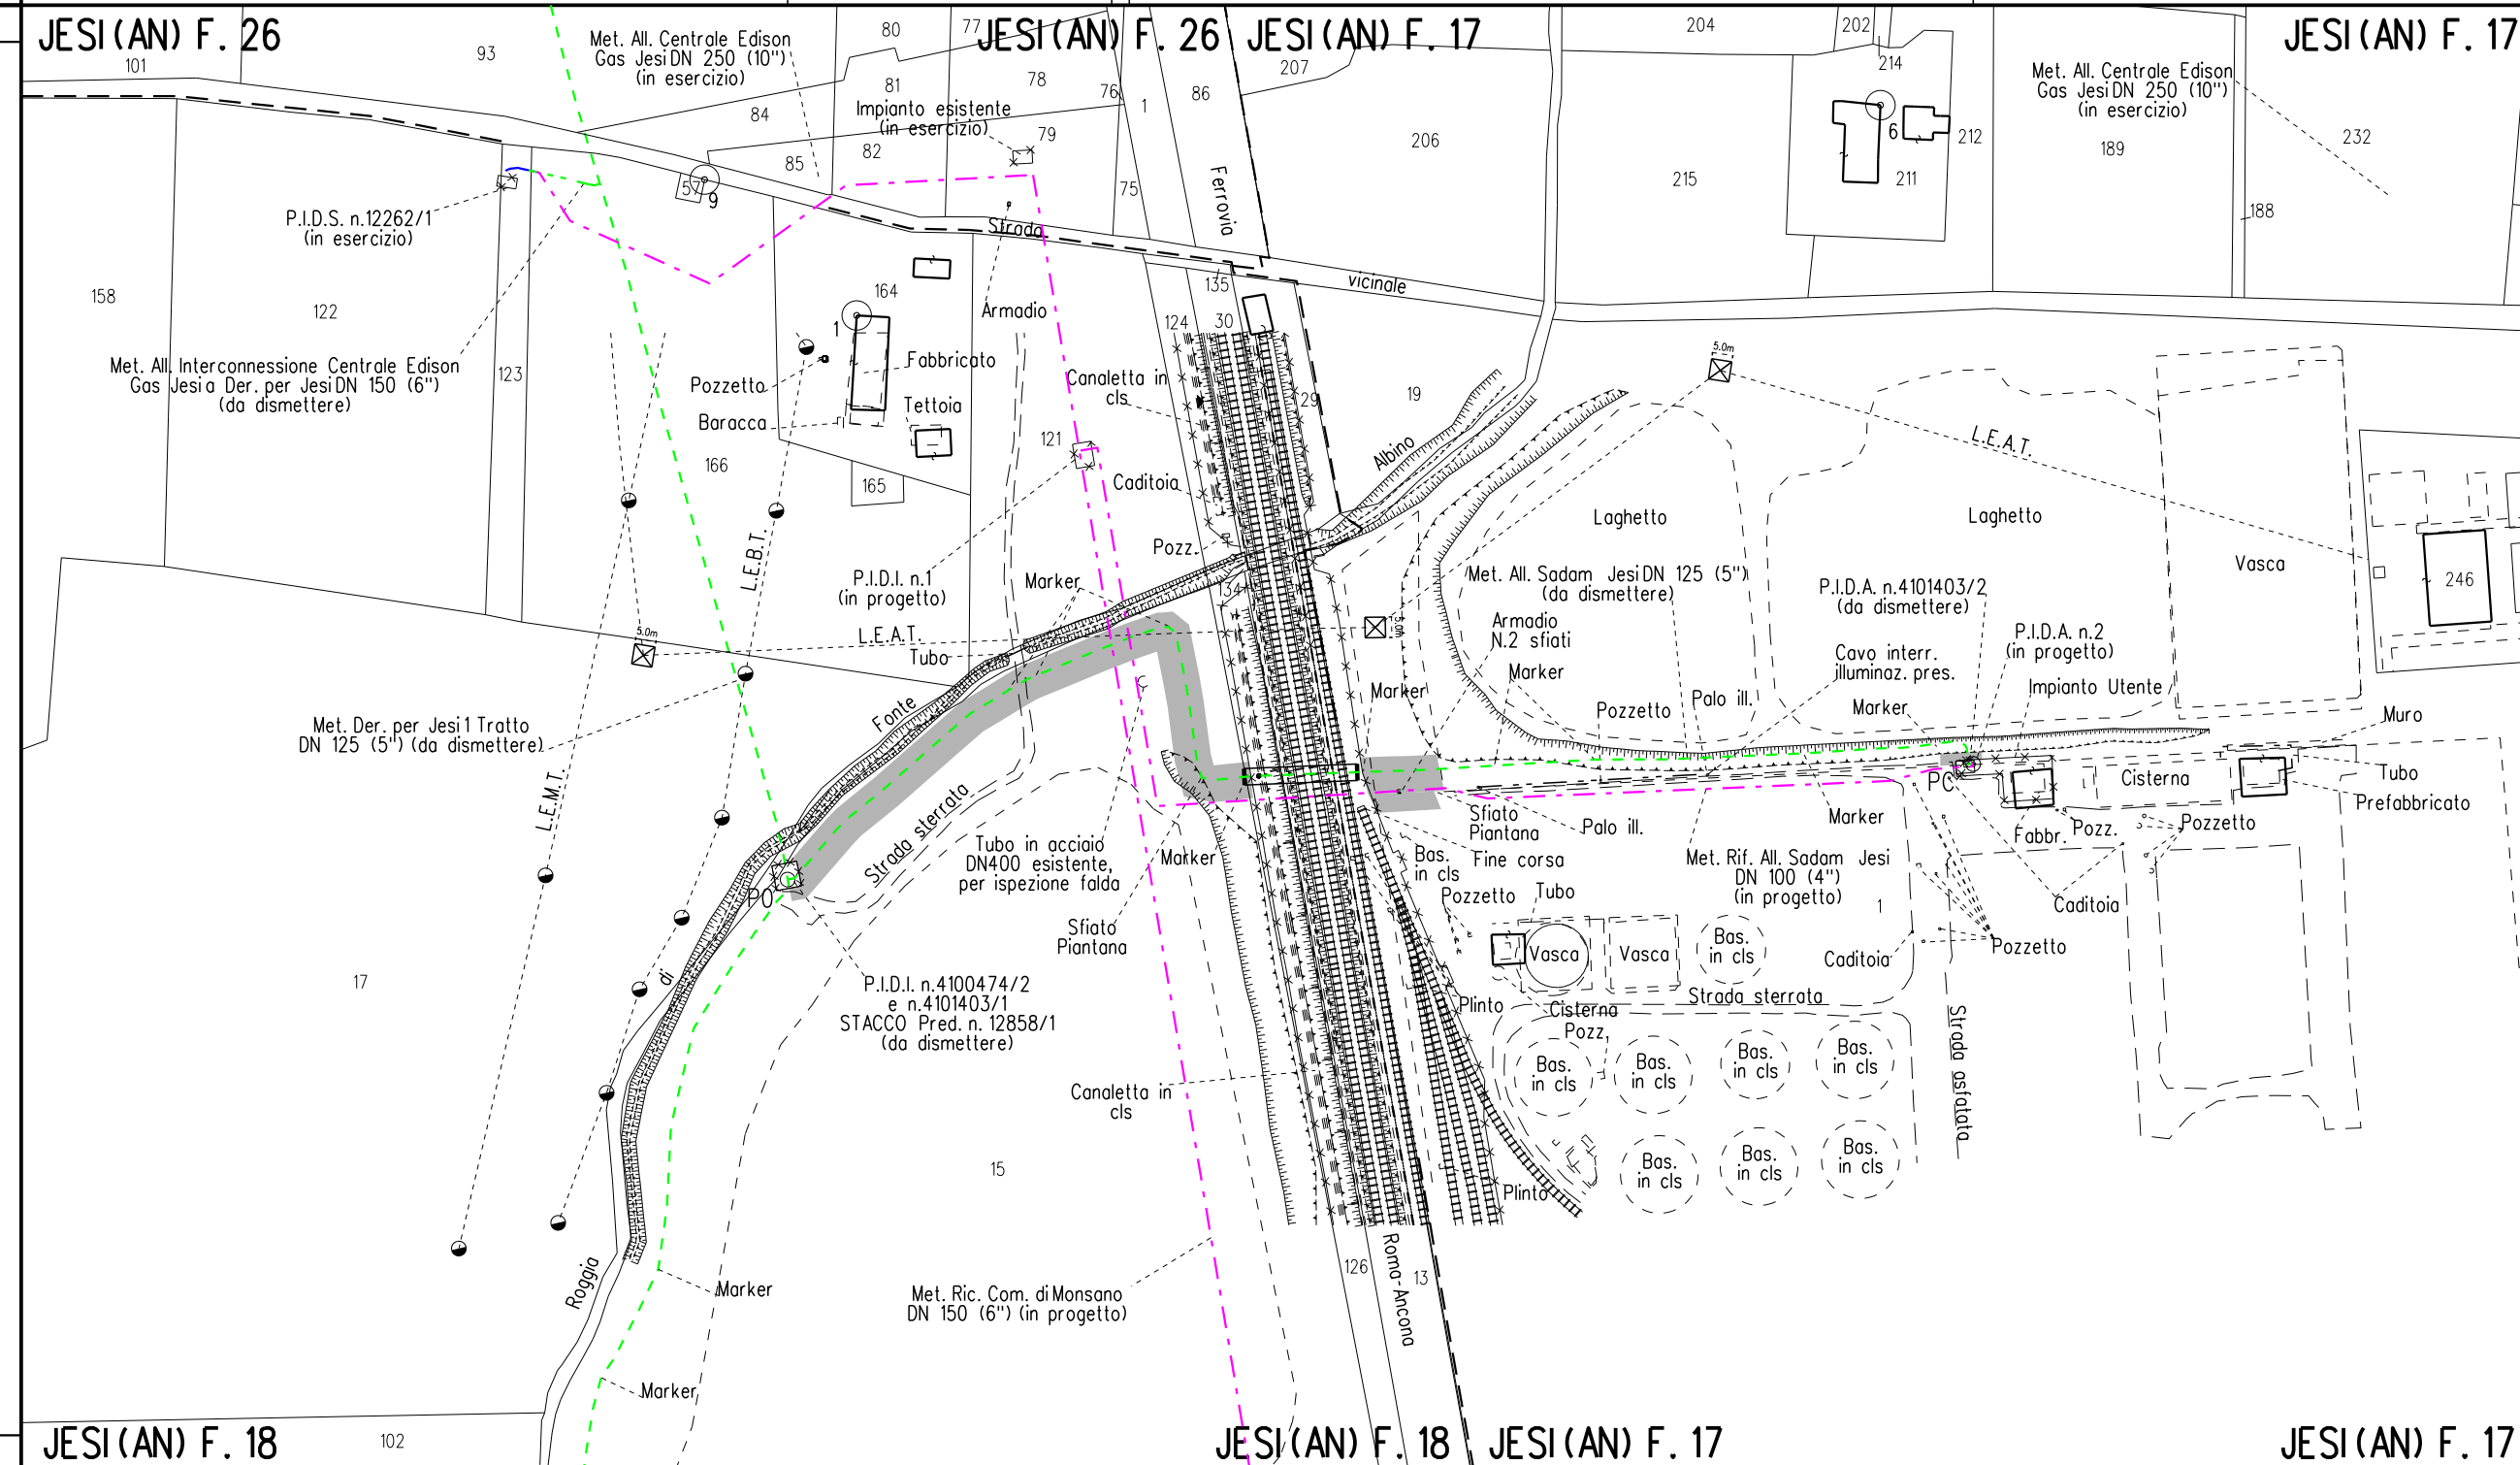 JESI (AN) F. 26
JESI (AN) F. 26
JESI (AN) F. 17
JESI (AN) F. 17
101
93
Met. All. Centrale Edison
Gas Jesi DN 250 (10")
(in esercizio)
80
77
81
78
76
1
86
84
Impianto esistente
(in esercizio)
79
85
82
75
57
9
207
206
204
202
214
6
212
215
211
189
Met. All. Centrale Edison
Gas Jesi DN 250 (10")
(in esercizio)
232
188
Ferrovia
Strada
vicinale
P.I.D.S. n.12262/1
(in esercizio)
158
122
123
164
1
Armadio
135
124
30
29
19
Met. All. Interconnessione Centrale Edison
Gas Jesi a Der. per Jesi DN 150 (6")
(da dismettere)
Pozzetto
Fabbricato
Baracca
Tettoia
166
165
121
Canaletta in
cls
Caditoia
Pozz.
Albino
5.0m
L.E.A.T.
Laghetto
Laghetto
Vasca
246
L.E.B.T.
P.I.D.I. n.1
(in progetto)
Marker
134
Met. All. Sadam Jesi DN 125 (5")
(da dismettere)
P.I.D.A. n.4101403/2
(da dismettere)
5.0m
L.E.A.T.
Tubo
5.0m
Armadio
N.2 sfiati
P.I.D.A. n.2
(in progetto)
Marker
Marker
Cavo interr.
illuminaz. pres.
Impianto Utente
Pozzetto
Palo ill.
Marker
Muro
Met. Der. per Jesi 1 Tratto
DN 125 (5") (da dismettere)
Fonte
L.E.M.T.
Strada sterrata
P0
PC
Cisterna
Tubo
Prefabbricato
Tubo in acciaio
DN400 esistente,
per ispezione falda
Marker
Sfiato
Piantana
Palo ill.
Marker
Fabbr.
Pozz.
Pozzetto
Bas.
in cls
Fine corsa
Met. Rif. All. Sadam Jesi
DN 100 (4")
(in progetto)
1
Pozzetto
Tubo
Caditoia
Sfiato
Piantana
Vasca
Vasca
Bas.
in cls
Caditoia
Pozzetto
di
17
P.I.D.I. n.4100474/2
e n.4101403/1
STACCO Pred. n. 12858/1
(da dismettere)
Plinto
Cisterna
Pozz.
Strada sterrata
Strada asfaltata
Bas.
in cls
Bas.
in cls
Bas.
in cls
Bas.
in cls
Canaletta in
cls
15
Bas.
in cls
Bas.
in cls
Bas.
in cls
Plinto
Roggia
Marker
Met. Ric. Com. di Monsano
DN 150 (6") (in progetto)
126
Roma-Ancona
13
Marker
102
JESI (AN) F. 18
JESI (AN) F. 18
JESI (AN) F. 17
JESI (AN) F. 17